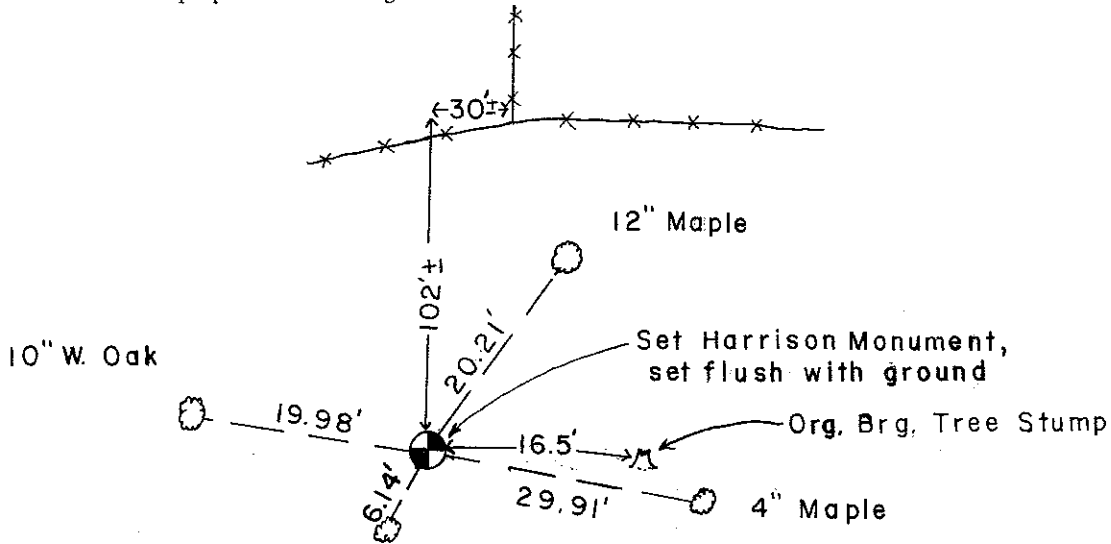 30'±
12" Maple
102'±
20.21'
10" W. Oak
Set Harrison Monument,
set flush with ground
19.98'
Org. Brg. Tree Stump
16.5'
6.14'
29.91'
4" Maple